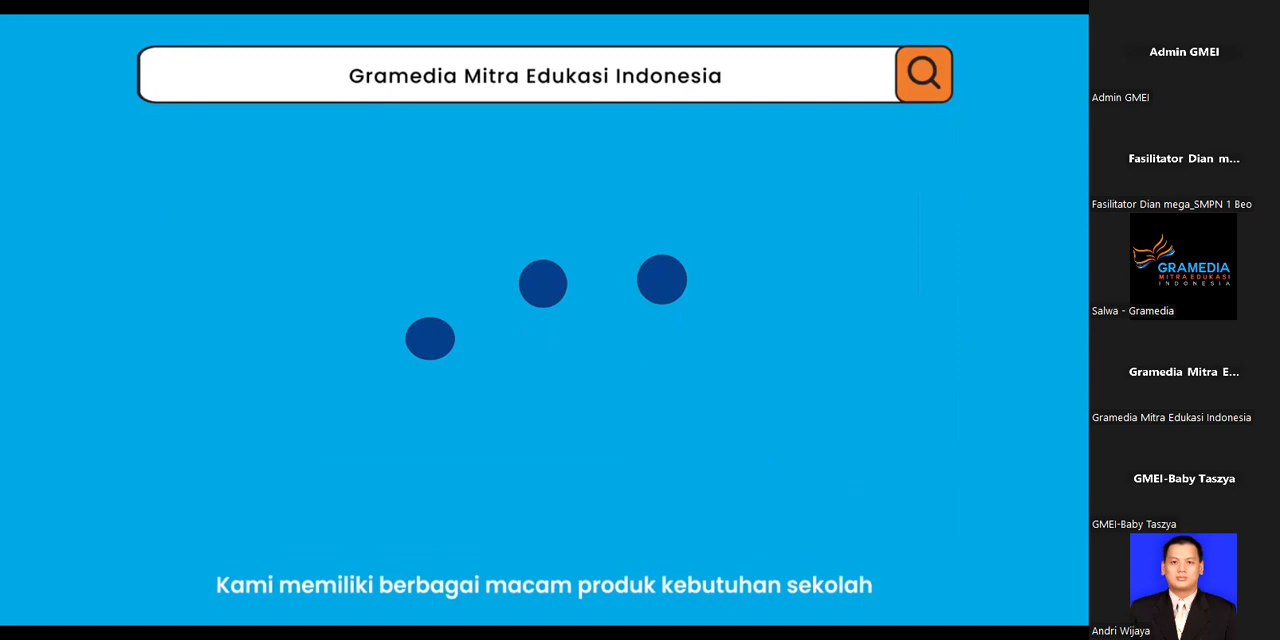 Gramedia Mitra Edukasi Indonesia
Kami memiliki berbagai macam produk kebutuhan sekolah
Admin GMEI
Admin GMEI
Fasilitator Dian m...
Fasilitator Dian mega_SMPN 1 Beo
GRAMEDIA
MITRA EDUKASI
INDONESIA
Salwa - Gramedia
Gramedia Mitra E...
Gramedia Mitra Edukasi Indonesia
GMEI-Baby Taszya
GMEI-Baby Taszya
Andri Wijaya